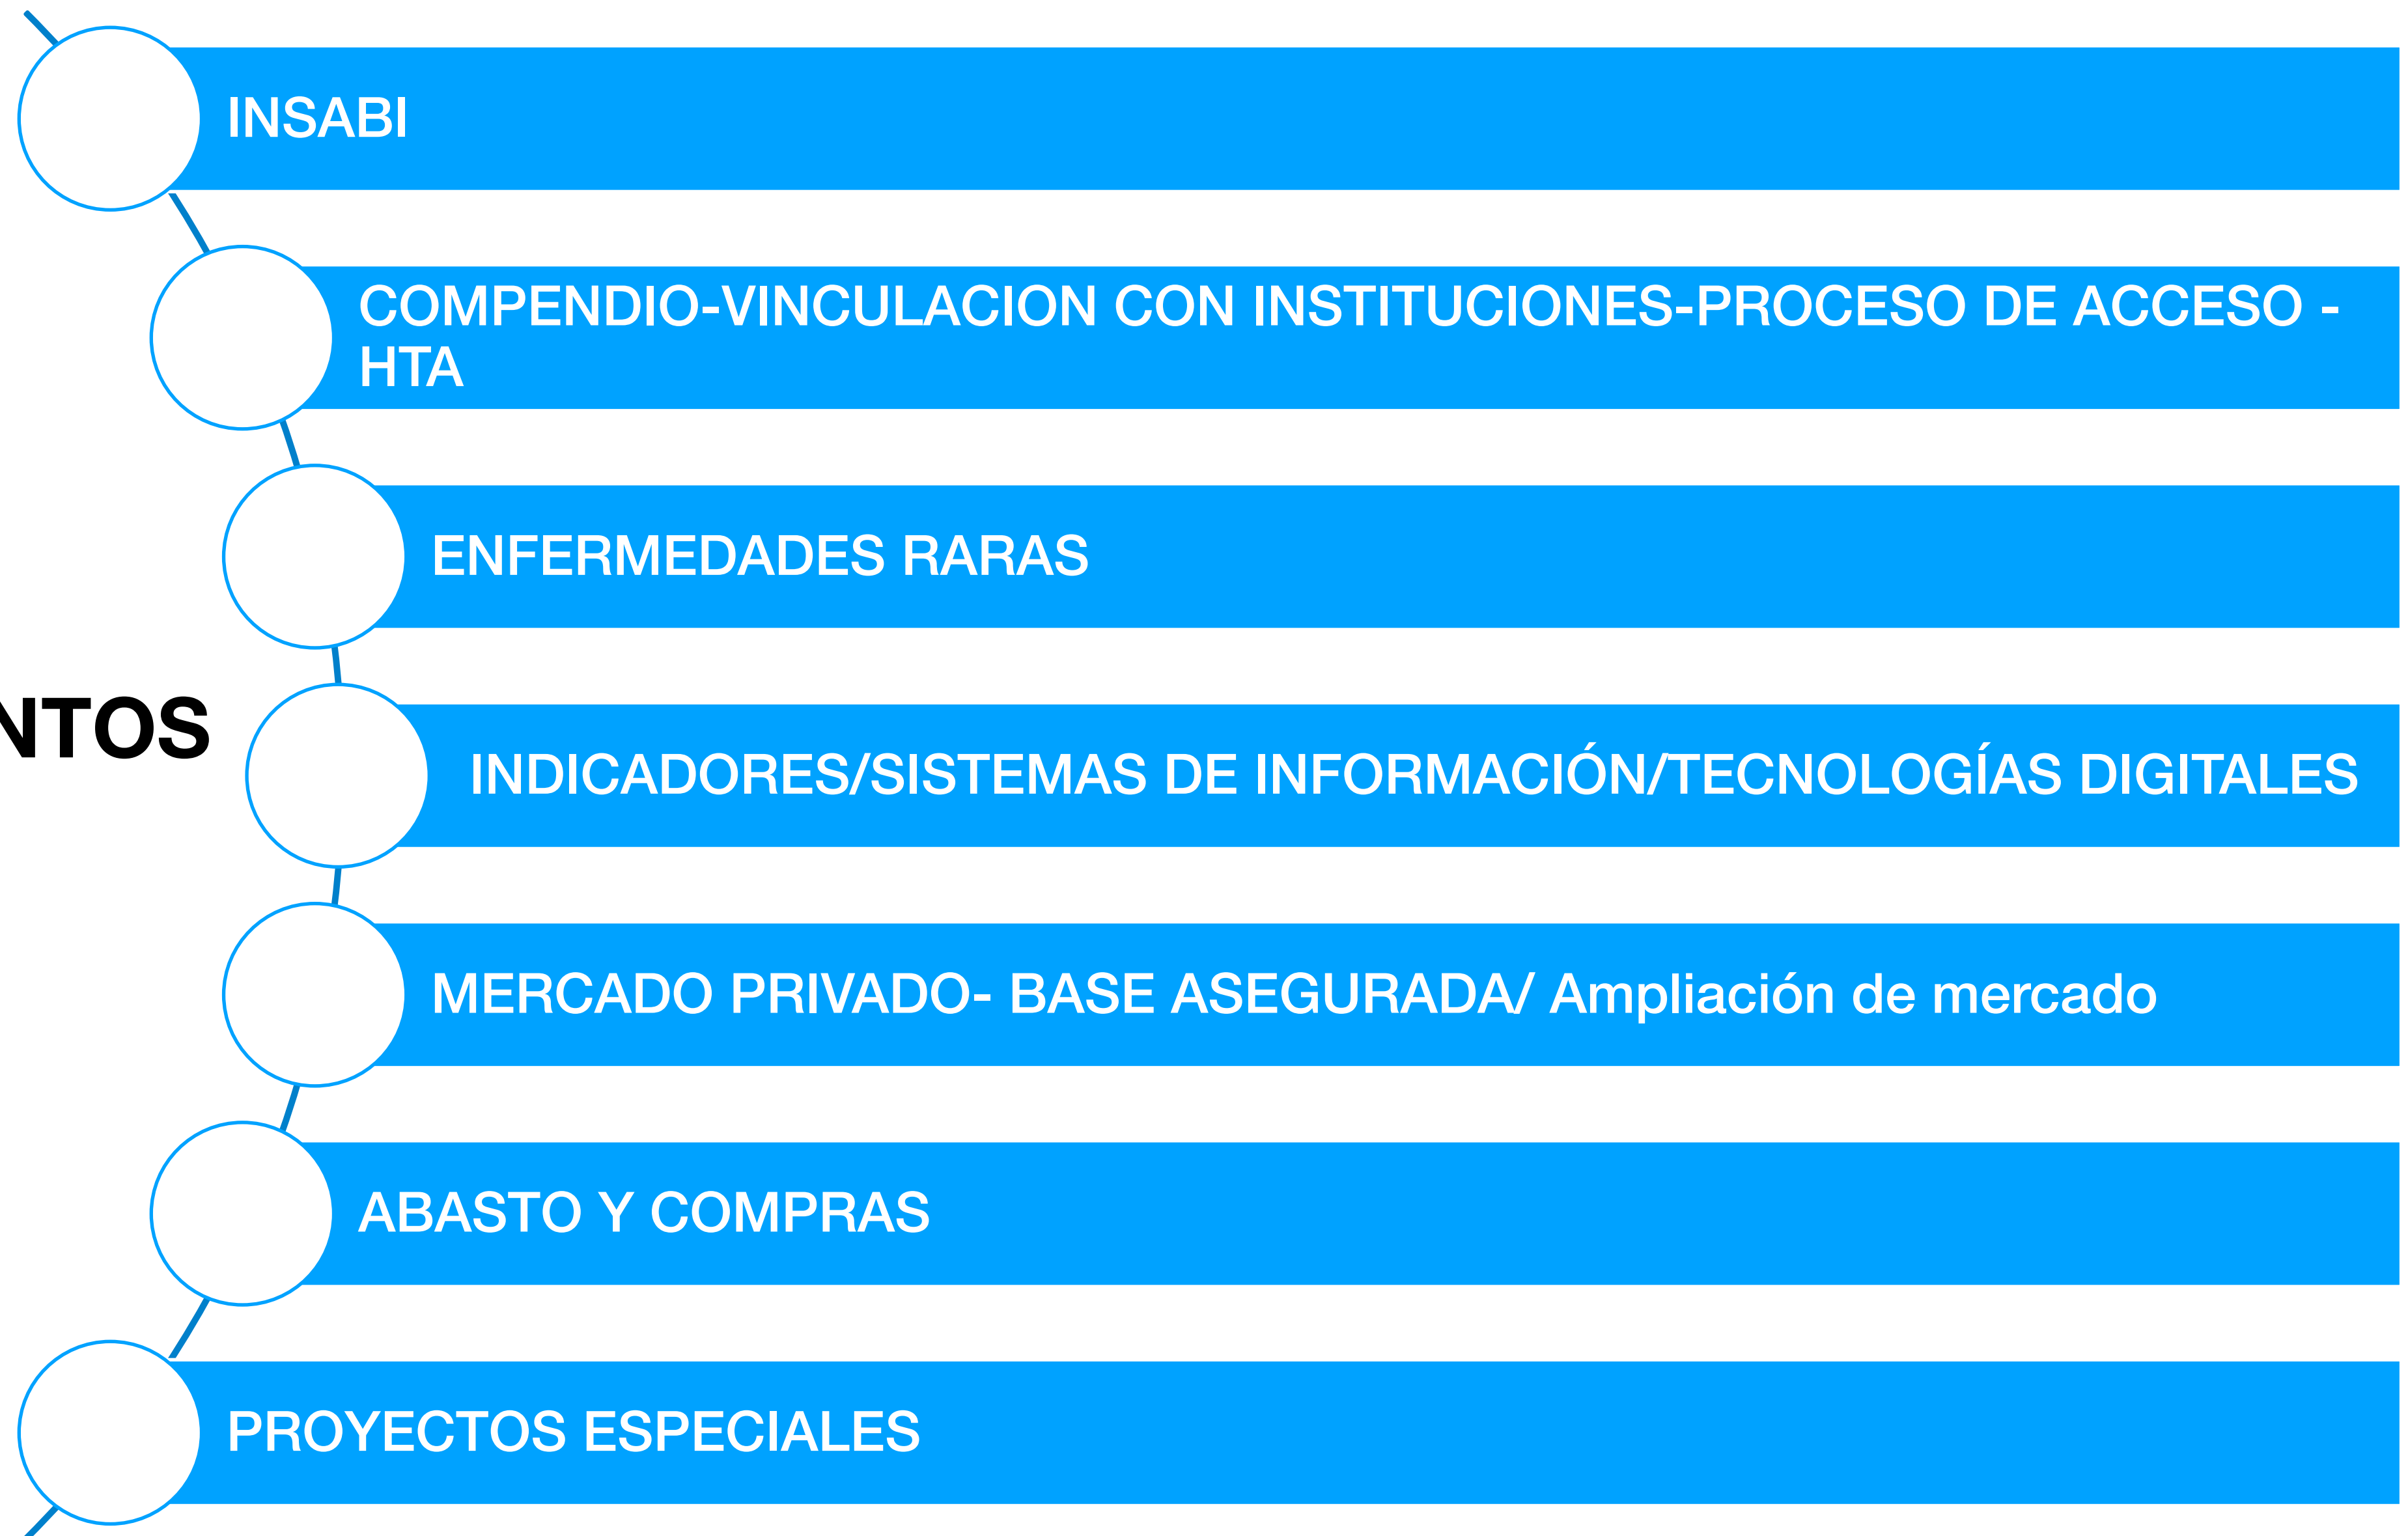 INSABI
COMPENDIO-VINCULACION CON INSTITUCIONES-PROCESO DE ACCESO -
HTA
ENFERMEDADES RARAS
NTOS
INDICADORES/SISTEMAS DE INFORMACIÓN/TECNOLOGÍAS DIGITALES
MERCADO PRIVADO- BASE ASEGURADA/ Ampliación de mercado
ABASTO Y COMPRAS
PROYECTOS ESPECIALES